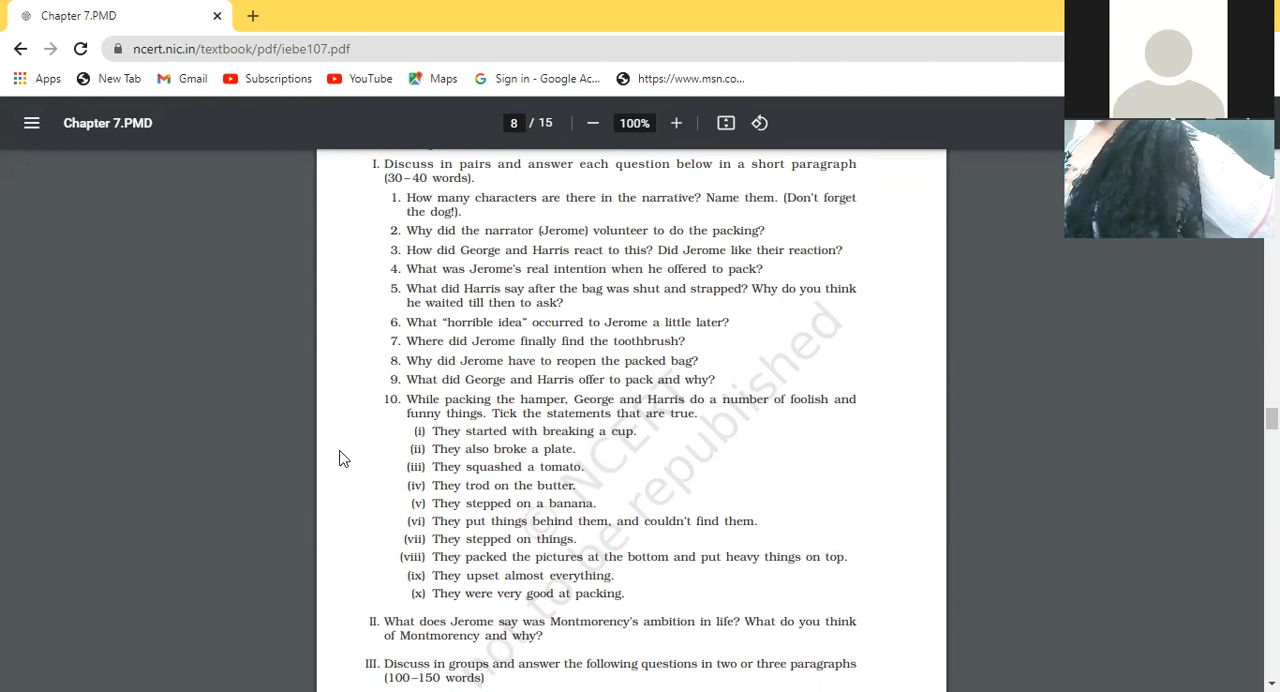 Chapter 7.PMD
ncert.nic.in/textbook/pdf/iebe107.pdf
Apps New Tab Gmail Subscriptions YouTube Maps Sign in - Google Ac... https://www.msn.co...
Chapter 7.PMD 8 / 15 100%
I. Discuss in pairs and answer each question below in a short paragraph
(30–40 words).
1. How many characters are there in the narrative? Name them. (Don't forget
the dog!).
2. Why did the narrator (Jerome) volunteer to do the packing?
3. How did George and Harris react to this? Did Jerome like their reaction?
4. What was Jerome's real intention when he offered to pack?
5. What did Harris say after the bag was shut and strapped? Why do you think
he waited till then to ask?
6. What “horrible idea” occurred to Jerome a little later?
7. Where did Jerome finally find the toothbrush?
8. Why did Jerome have to reopen the packed bag?
9. What did George and Harris offer to pack and why?
10. While packing the hamper, George and Harris do a number of foolish and
funny things. Tick the statements that are true.
(i) They started with breaking a cup.
(ii) They also broke a plate.
(iii) They squashed a tomato.
(iv) They trod on the butter.
(v) They stepped on a banana.
(vi) They put things behind them, and couldn't find them.
(vii) They stepped on things.
(viii) They packed the pictures at the bottom and put heavy things on top.
(ix) They upset almost everything.
(x) They were very good at packing.
II. What does Jerome say was Montmorency's ambition in life? What do you think
of Montmorency and why?
III. Discuss in groups and answer the following questions in two or three paragraphs
(100–150 words)
© NCERT
not to be republished